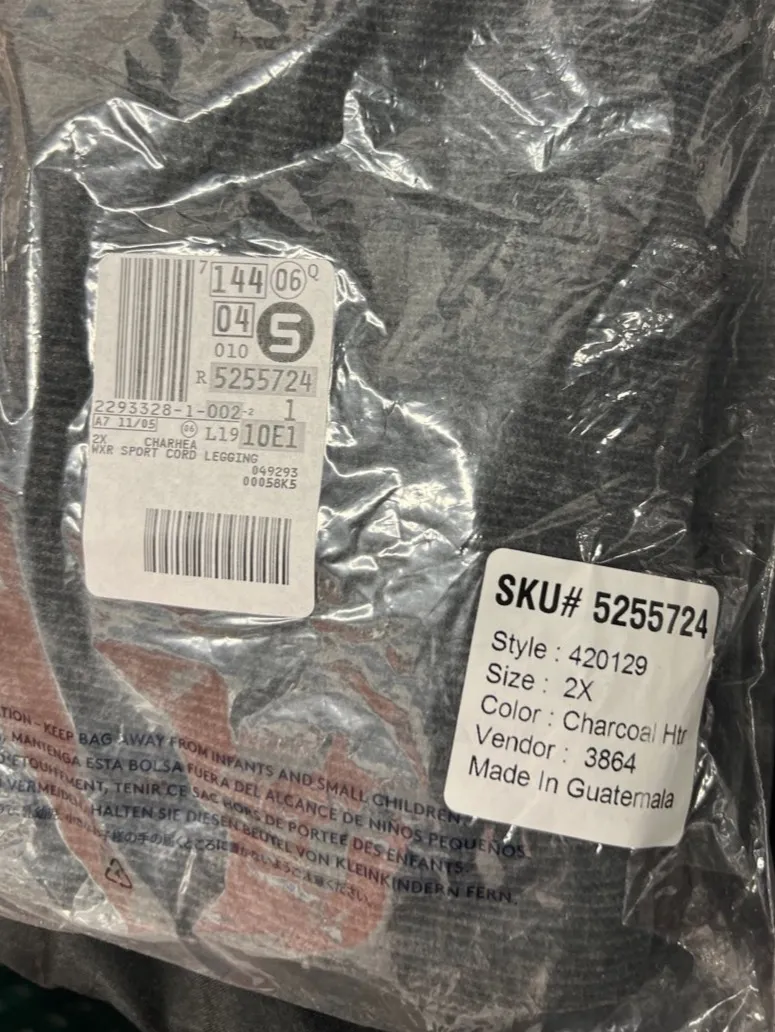 7 144 06 Q
04 S
010
R 5255724
2293328-1-002-2 1
A7 11/05 06 L19 10E1
2X CHARHEA
WXR SPORT CORD LEGGING
049293
00058K5
SKU# 5255724
Style : 420129
Size : 2X
Color : Charcoal Htr
Vendor : 3864
Made In Guatemala
KEEP BAG AWAY FROM INFANTS AND SMALL CHILDREN.
MANTENGA ESTA BOLSA FUERA DEL ALCANCE DE NIÑOS PEQUEÑOS.
TENIR CE SAC HORS DE PORTEE DES ENFANTS.
HALTEN SIE DIESEN BEUTEL VON KLEINKINDERN FERN.